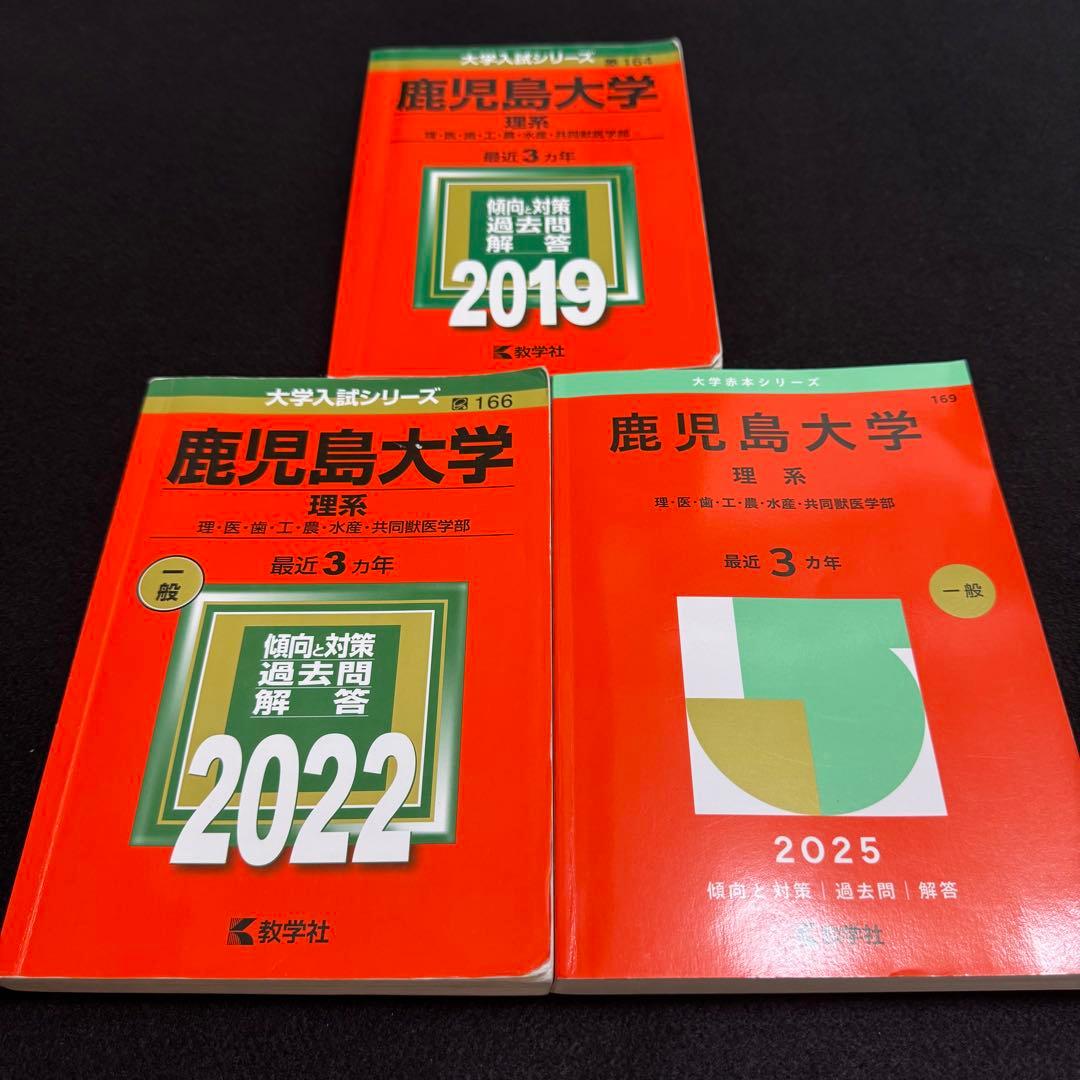 大学入試シリーズ 164
鹿児島大学
理系
理・医・歯・工・農・水産・共同獣医学部
最近3カ年
傾向と対策
過去問
解答
2019
教学社
大学入試シリーズ 166
鹿児島大学
理系
理・医・歯・工・農・水産・共同獣医学部
一般
最近3カ年
傾向と対策
過去問
解答
2022
教学社
大学赤本シリーズ
169
鹿児島大学
理系
理・医・歯・工・農・水産・共同獣医学部
最近3カ年
一般
2025
傾向と対策|過去問|解答
教学社